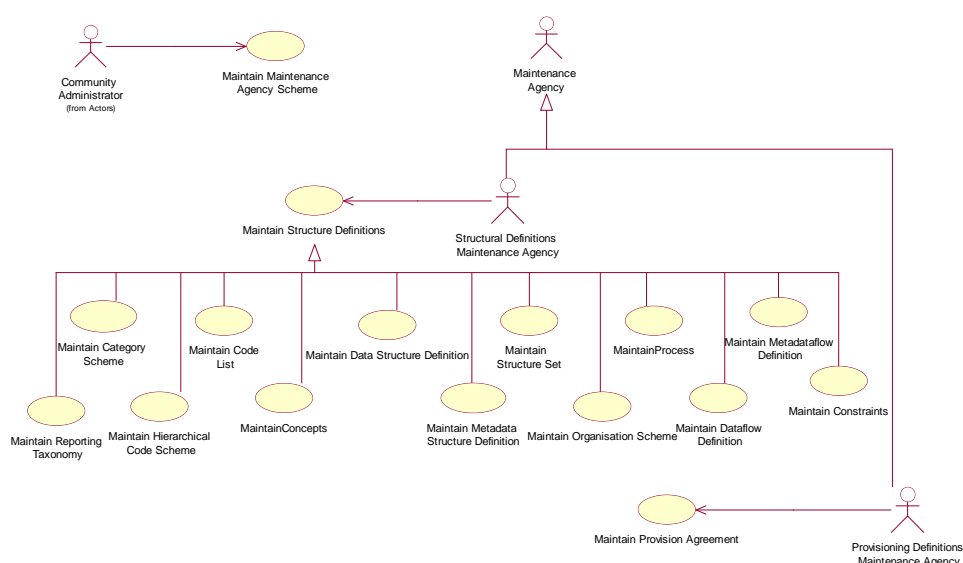 Community
Administrator
(from Actors)
Maintain Maintenance
Agency Scheme
Maintenance
Agency
Maintain Structure Definitions
Structural Definitions
Maintenance Agency
Maintain Category
Scheme
Maintain Code
List
Maintain Data Structure Definition
Maintain
Structure Set
MaintainProcess
Maintain Metadataflow
Definition
Maintain Reporting
Taxonomy
Maintain Hierarchical
Code Scheme
MaintainConcepts
Maintain Metadata
Structure Definition
Maintain Organisation Scheme
Maintain Dataflow
Definition
Maintain Constraints
Maintain Provision Agreement
Provisioning Definitions
Maintenance Agency